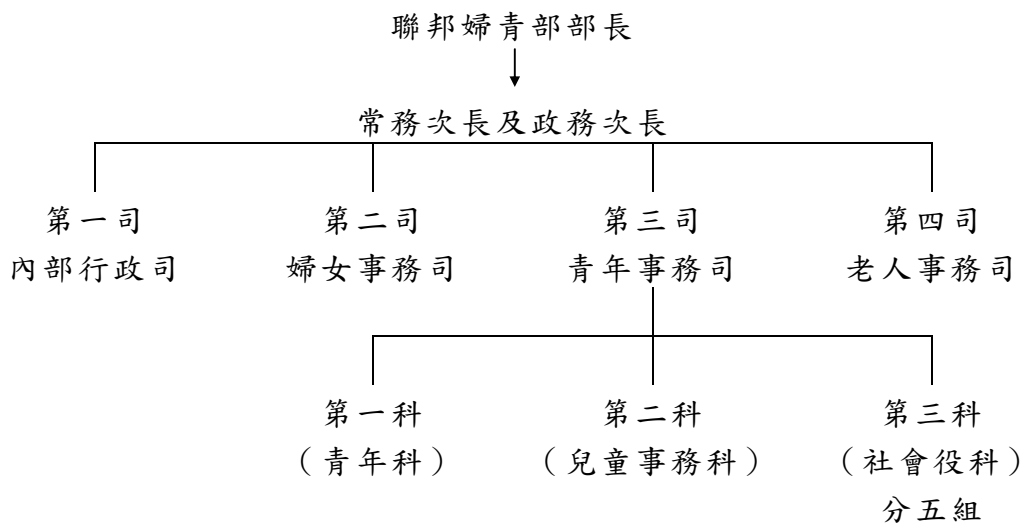 聯邦婦青部部長
常務次長及政務次長
第一司 第二司 第三司 第四司
內部行政司 婦女事務司 青年事務司 老人事務司
第一科 第二科 第三科
（青年科） （兒童事務科） （社會役科）
分五組